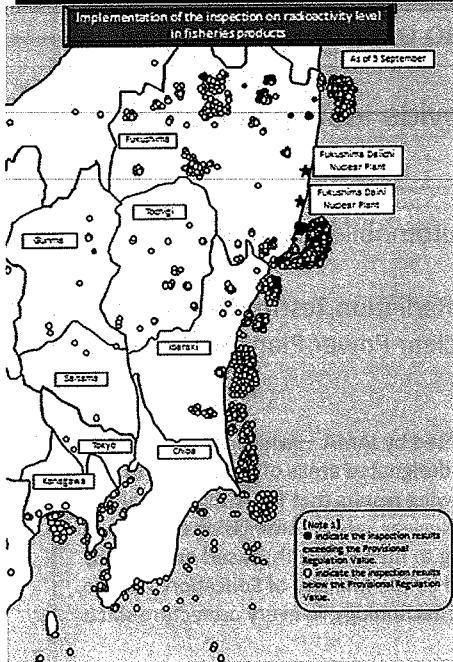 Implementation of the inspection on radioactivity level
in fisheries products
As of 5 September
Fukushima
Fukushima Daiichi
Nuclear Plant
Fukushima Daini
Nuclear Plant
Tochigi
Gunma
Ibaraki
Saitama
Tokyo
Chiba
Kanagawa
[Note 1]
● indicate the inspection results
exceeding the Provisional
Regulation Value.
○ indicate the inspection results
below the Provisional Regulation
Value.